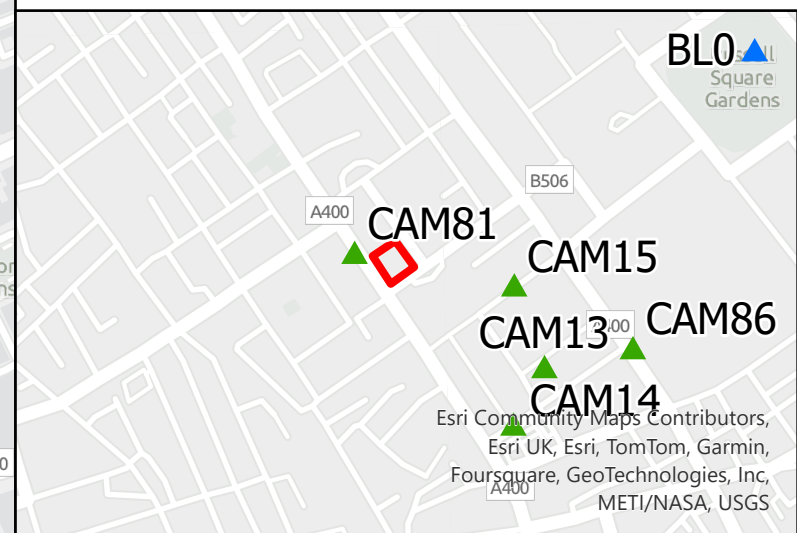 BL0
Square
Gardens
B506
A400
CAM81
CAM15
CAM13
CAM86
CAM14
Esri Community Maps Contributors,
Esri UK, Esri, TomTom, Garmin,
Foursquare, GeoTechnologies, Inc,
METI/NASA, USGS
A400